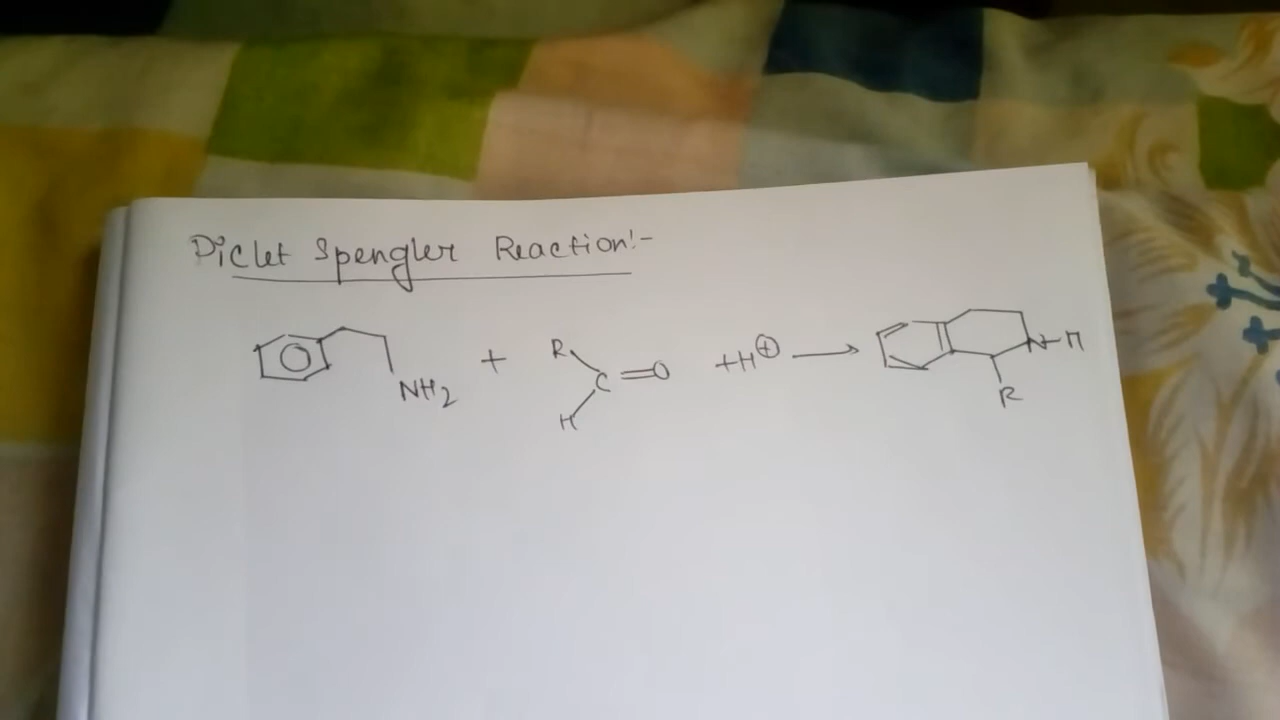 Piclet Spengler Reaction:-
NH2 + R C=O H +H⊕ → N-H R